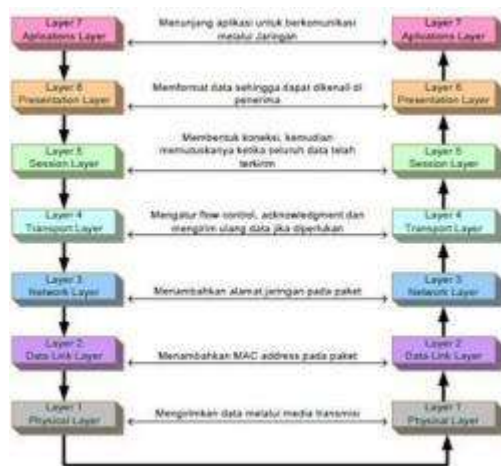 Layer 7
Aplications Layer
Menunjang aplikasi untuk berkomunikasi
melalui Jaringan
Layer 7
Aplications Layer
Layer 6
Presentation Layer
Memformat data sehingga dapat dikenali di
penerima
Layer 6
Presentation Layer
Layer 5
Session Layer
Membentuk koneksi, kemudian
memutuskanya ketika seluruh data telah
terkirm
Layer 5
Session Layer
Layer 4
Transport Layer
Mengatur flow control, acknowledgment dan
mengirim ulang data jika diperlukan
Layer 4
Transport Layer
Layer 3
Network Layer
Menambahkan alamat jaringan pada paket
Layer 3
Network Layer
Layer 2
Data Link Layer
Menambahkan MAC address pada paket
Layer 2
Data Link Layer
Layer 1
Physical Layer
Mengirimkan data melalui media transmisi
Layer 1
Physical Layer